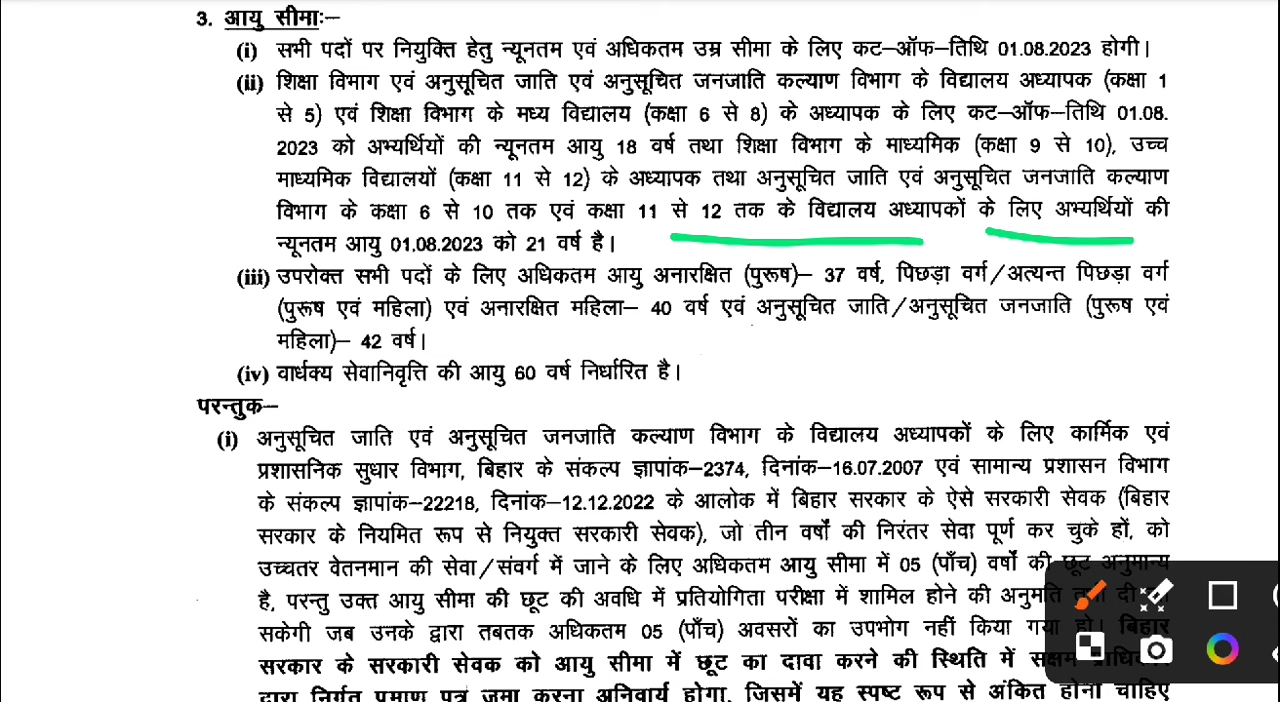 3. आयु सीमाः–
(i) सभी पदों पर नियुक्ति हेतु न्यूनतम एवं अधिकतम उम्र सीमा के लिए कट–ऑफ–तिथि 01.08.2023 होगी।
(ii) शिक्षा विभाग एवं अनुसूचित जाति एवं अनुसूचित जनजाति कल्याण विभाग के विद्यालय अध्यापक (कक्षा 1
से 5) एवं शिक्षा विभाग के मध्य विद्यालय (कक्षा 6 से 8) के अध्यापक के लिए कट–ऑफ–तिथि 01.08.
2023 को अभ्यर्थियों की न्यूनतम आयु 18 वर्ष तथा शिक्षा विभाग के माध्यमिक (कक्षा 9 से 10), उच्च
माध्यमिक विद्यालयों (कक्षा 11 से 12) के अध्यापक तथा अनुसूचित जाति एवं अनुसूचित जनजाति कल्याण
विभाग के कक्षा 6 से 10 तक एवं कक्षा 11 से 12 तक के विद्यालय अध्यापकों के लिए अभ्यर्थियों की
न्यूनतम आयु 01.08.2023 को 21 वर्ष है।
(iii) उपरोक्त सभी पदों के लिए अधिकतम आयु अनारक्षित (पुरूष)– 37 वर्ष, पिछड़ा वर्ग/अत्यन्त पिछड़ा वर्ग
(पुरूष एवं महिला) एवं अनारक्षित महिला– 40 वर्ष एवं अनुसूचित जाति/अनुसूचित जनजाति (पुरूष एवं
महिला)– 42 वर्ष।
(iv) वार्धक्य सेवानिवृत्ति की आयु 60 वर्ष निर्धारित है।
परन्तुक–
(i) अनुसूचित जाति एवं अनुसूचित जनजाति कल्याण विभाग के विद्यालय अध्यापकों के लिए कार्मिक एवं
प्रशासनिक सुधार विभाग, बिहार के संकल्प ज्ञापांक–2374, दिनांक–16.07.2007 एवं सामान्य प्रशासन विभाग
के संकल्प ज्ञापांक–22218, दिनांक–12.12.2022 के आलोक में बिहार सरकार के ऐसे सरकारी सेवक (बिहार
सरकार के नियमित रूप से नियुक्त सरकारी सेवक), जो तीन वर्षों की निरंतर सेवा पूर्ण कर चुके हों, को
उच्चतर वेतनमान की सेवा/संवर्ग में जाने के लिए अधिकतम आयु सीमा में 05 (पाँच) वर्षों की छूट अनुमान्य
है, परन्तु उक्त आयु सीमा की छूट की अवधि में प्रतियोगिता परीक्षा में शामिल होने की अनुमति
सकेगी जब उनके द्वारा तबतक अधिकतम 05 (पाँच) अवसरों का उपभोग नहीं किया गया हो। बिहार
सरकार के सरकारी सेवक को आयु सीमा में छूट का दावा करने की स्थिति में
द्वारा निर्गत प्रमाण पत्र जमा करना अनिवार्य होगा, जिसमें यह स्पष्ट रूप से अंकित होना चाहिए